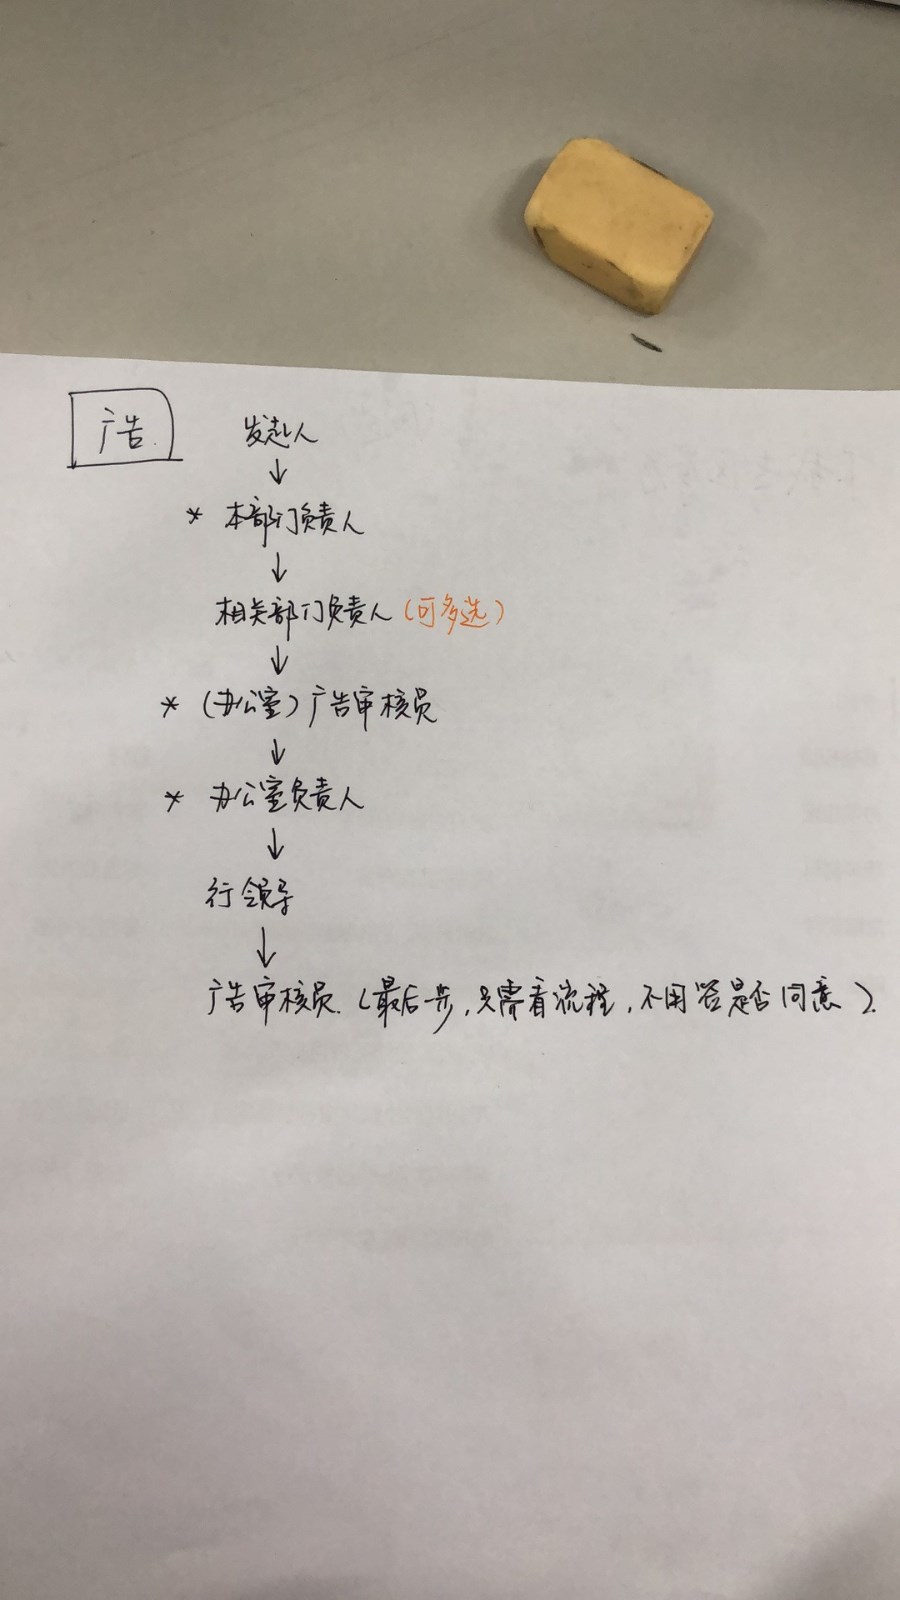 广告.
发起人
↓
* 本部门负责人
↓
相关部门负责人(可多选)
↓
* (办公室)广告审核员
↓
* 办公室负责人
↓
行领导
↓
广告审核员.(最后一步,只需看流程,不用签是否同意).